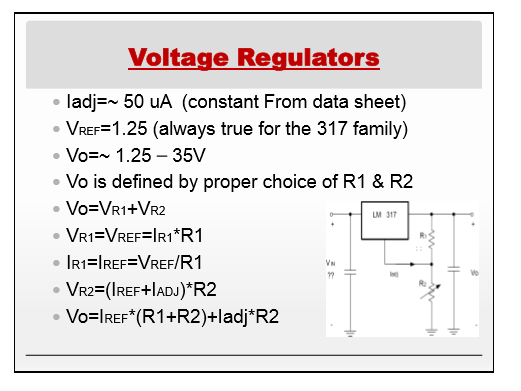 Voltage Regulators
Iadj=~ 50 uA (constant From data sheet)
VREF=1.25 (always true for the 317 family)
Vo=~ 1.25 – 35V
Vo is defined by proper choice of R1 & R2
Vo=VR1+VR2
VR1=VREF=IR1*R1
IR1=IREF=VREF/R1
VR2=(IREF+IADJ)*R2
Vo=IREF*(R1+R2)+Iadj*R2
LM 317
+
+
R1
VIN
??
Vo
R2